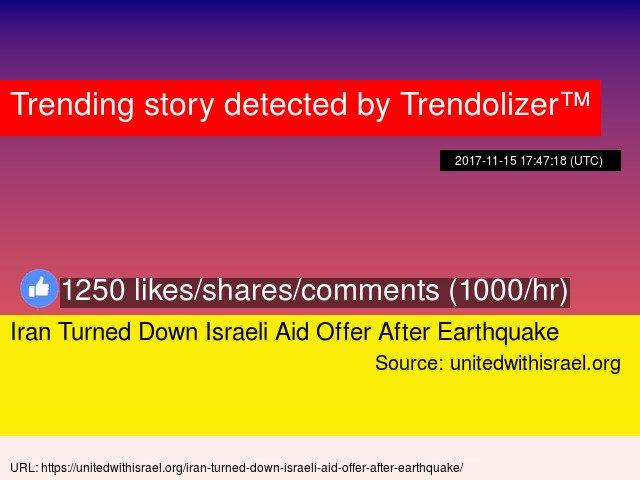 Trending story detected by Trendolizer™
2017-11-15 17:47:18 (UTC)
1250 likes/shares/comments (1000/hr)
Iran Turned Down Israeli Aid Offer After Earthquake
Source: unitedwithisrael.org
URL: https://unitedwithisrael.org/iran-turned-down-israeli-aid-offer-after-earthquake/